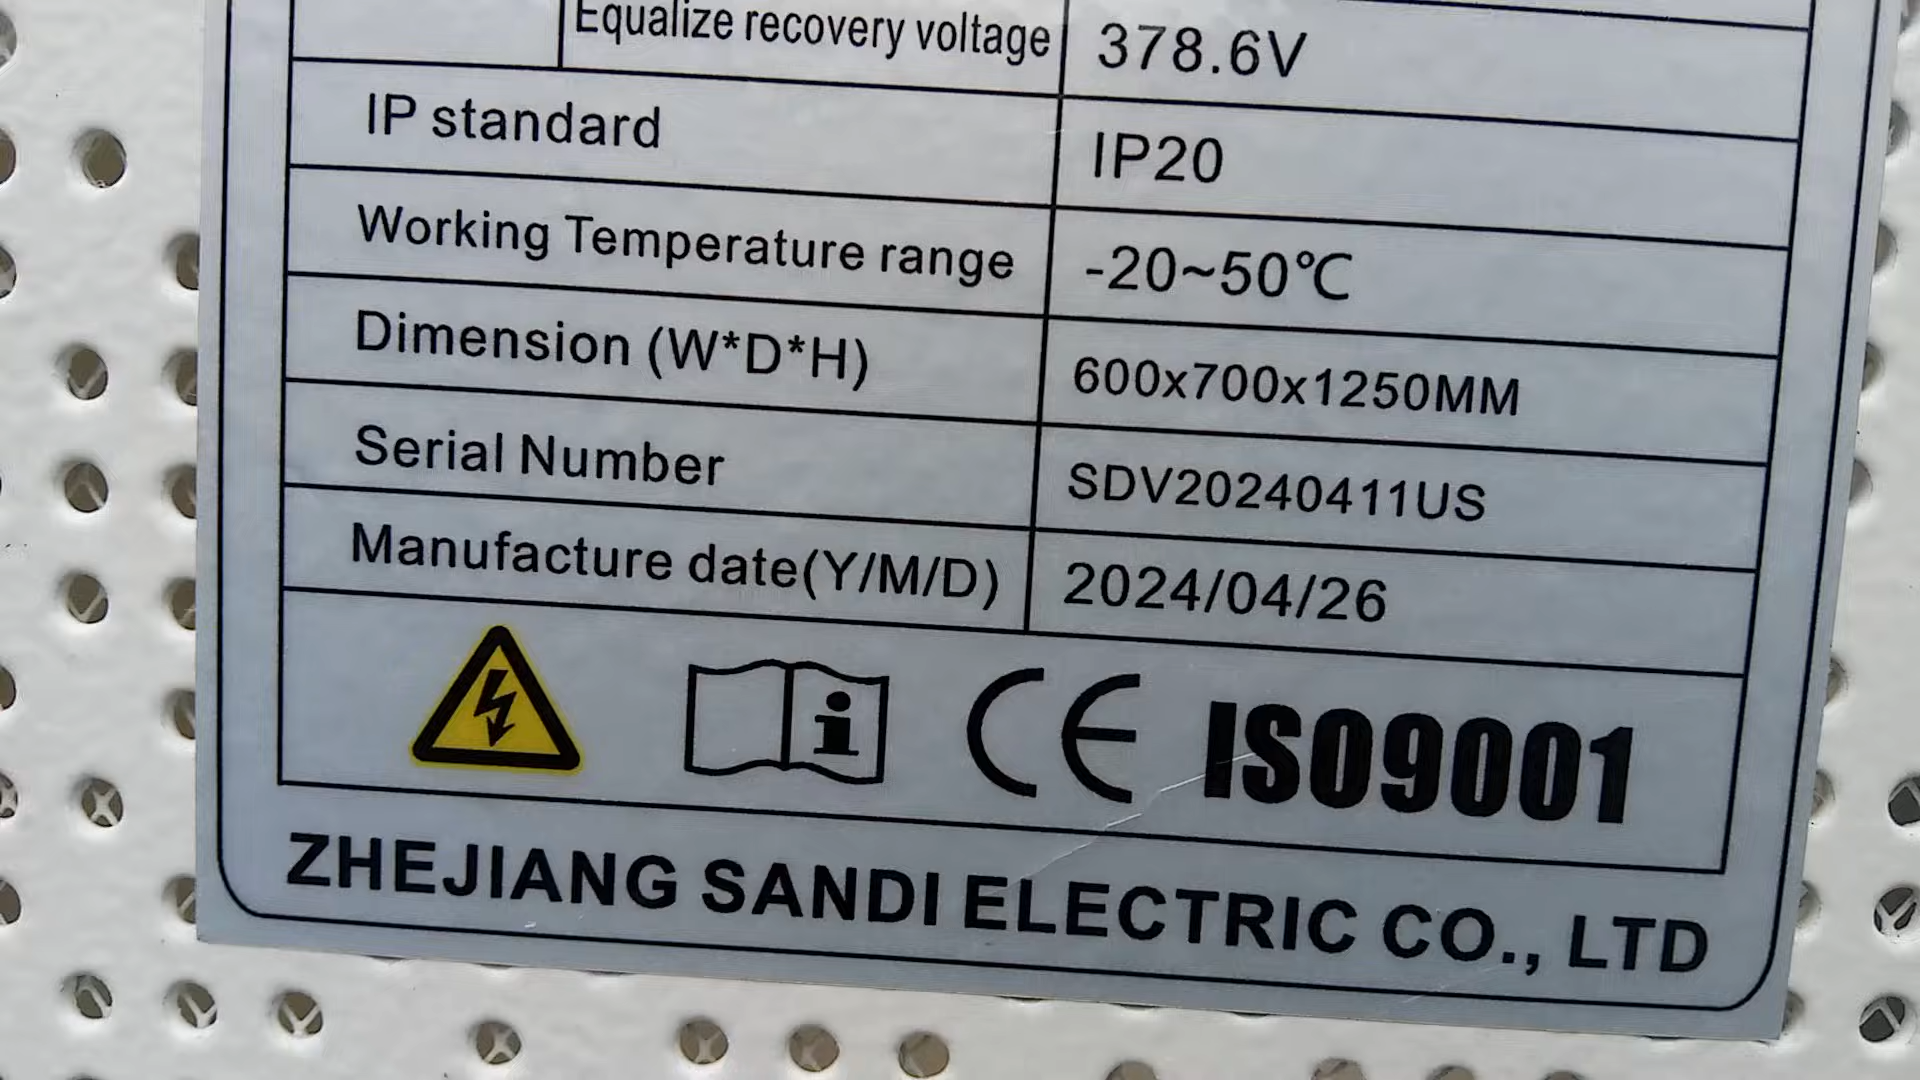 Equalize recovery voltage 378.6V
IP standard IP20
Working Temperature range -20~50℃
Dimension (W*D*H) 600x700x1250MM
Serial Number SDV20240411US
Manufacture date(Y/M/D) 2024/04/26
CE ISO9001
ZHEJIANG SANDI ELECTRIC CO., LTD